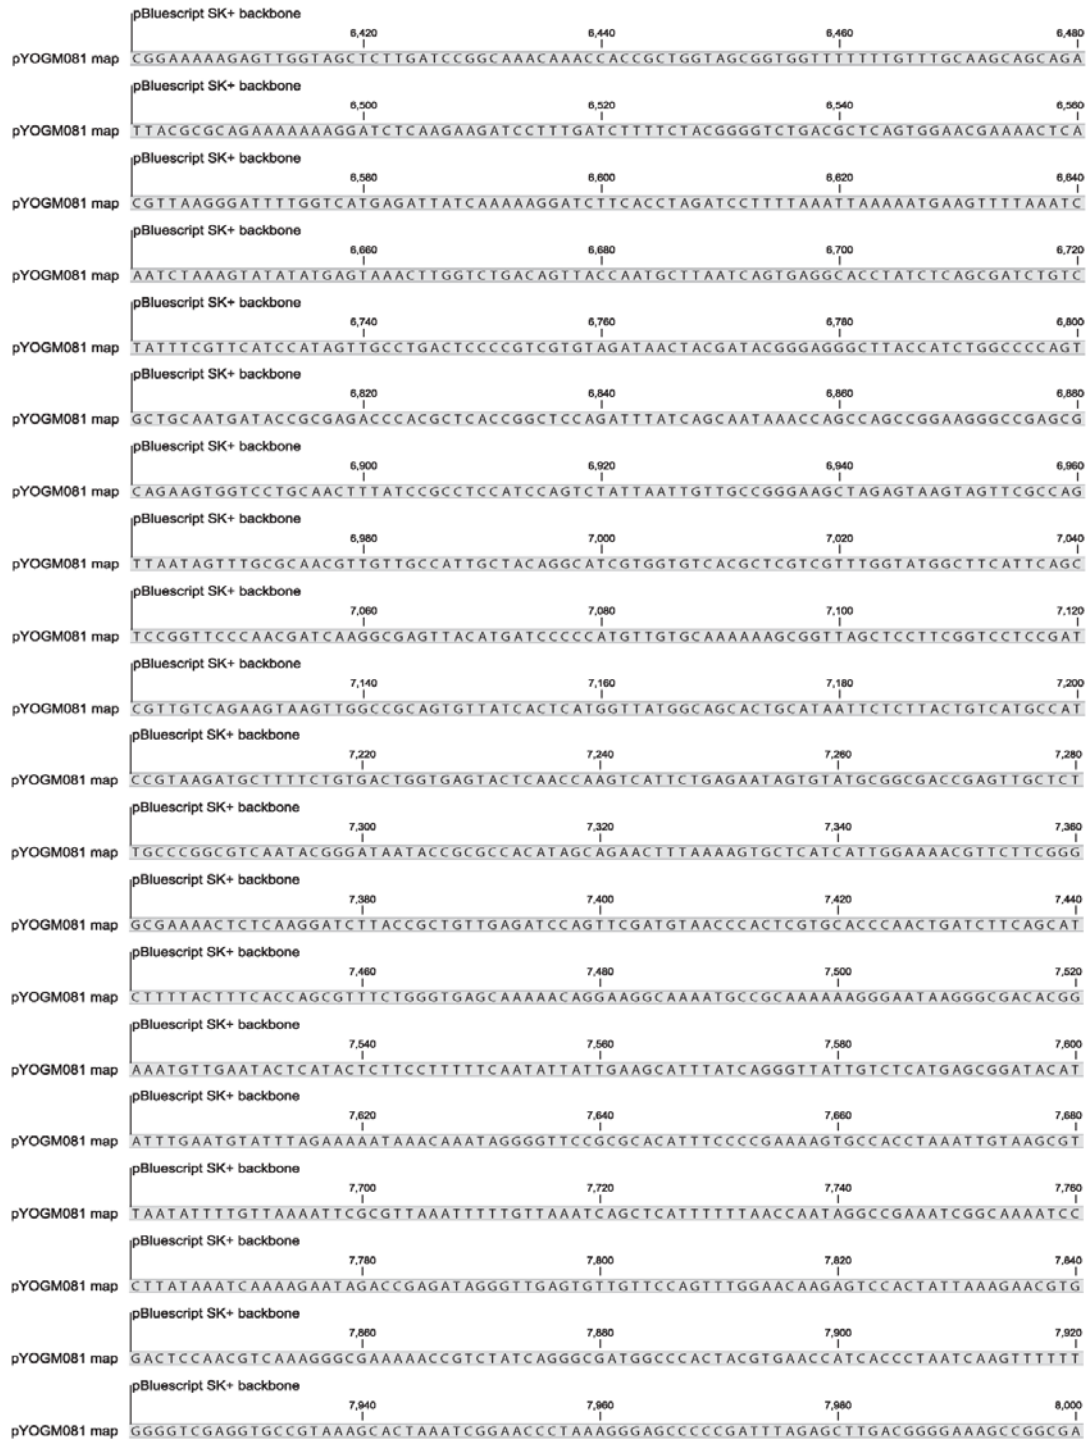 pBluescript SK+ backbone
6,420 6,440 6,460 6,480
pYOGM081 map CGGAAAAAGAGTTGGTAGCTCTTGATCCGGCAAACAAACCACCGCTGGTAGCGGTGGTTTTTTTGTTTGCAAGCAGCAGA
pBluescript SK+ backbone
6,500 6,520 6,540 6,560
pYOGM081 map TTACGCGCAGAAAAAAAGGATCTCAAGAAGATCCTTTGATCTTTTCTACGGGGTCTGACGCTCAGTGGAACGAAAACTCA
pBluescript SK+ backbone
6,580 6,600 6,620 6,640
pYOGM081 map CGTTAAGGGATTTTGGTCATGAGATTATCAAAAAGGATCTTCACCTAGATCCTTTTAAATTAAAAATGAAGTTTTAAATC
pBluescript SK+ backbone
6,660 6,680 6,700 6,720
pYOGM081 map AATCTAAAGTATATATGAGTAAACTTGGTCTGACAGTTACCAATGCTTAATCAGTGAGGCACCTATCTCAGCGATCTGTC
pBluescript SK+ backbone
6,740 6,760 6,780 6,800
pYOGM081 map TATTTCGTTCATCCATAGTTGCCTGACTCCCCGTCGTGTAGATAACTACGATACGGGAGGGCTTACCATCTGGCCCCAGT
pBluescript SK+ backbone
6,820 6,840 6,860 6,880
pYOGM081 map GCTGCAATGATACCGCGAGACCCACGCTCACCGGCTCCAGATTTATCAGCAATAAACCAGCCAGCCGGAAGGGCCGAGCG
pBluescript SK+ backbone
6,900 6,920 6,940 6,960
pYOGM081 map CAGAAGTGGTCCTGCAACTTTATCCGCCTCCATCCAGTCTATTAATTGTTGCCGGGAAGCTAGAGTAAGTAGTTCGCCAG
pBluescript SK+ backbone
6,980 7,000 7,020 7,040
pYOGM081 map TTAATAGTTTGCGCAACGTTGTTGCCATTGCTACAGGCATCGTGGTGTCACGCTCGTCGTTTGGTATGGCTTCATTCAGC
pBluescript SK+ backbone
7,060 7,080 7,100 7,120
pYOGM081 map TCCGGTTCCCAACGATCAAGGCGAGTTACATGATCCCCCATGTTGTGCAAAAAAGCGGTTAGCTCCTTCGGTCCTCCGAT
pBluescript SK+ backbone
7,140 7,160 7,180 7,200
pYOGM081 map CGTTGTCAGAAGTAAGTTGGCCGCAGTGTTATCACTCATGGTTATGGCAGCACTGCATAATTCTCTTACTGTCATGCCAT
pBluescript SK+ backbone
7,220 7,240 7,260 7,280
pYOGM081 map CCGTAAGATGCTTTTCTGTGACTGGTGAGTACTCAACCAAGTCATTCTGAGAATAGTGTATGCGGCGACCGAGTTGCTCT
pBluescript SK+ backbone
7,300 7,320 7,340 7,360
pYOGM081 map TGCCCGGCGTCAATACGGGATAATACCGCGCCACATAGCAGAACTTTAAAAGTGCTCATCATTGGAAAACGTTCTTCGGG
pBluescript SK+ backbone
7,380 7,400 7,420 7,440
pYOGM081 map GCGAAAACTCTCAAGGATCTTACCGCTGTTGAGATCCAGTTCGATGTAACCCACTCGTGCACCCAACTGATCTTCAGCAT
pBluescript SK+ backbone
7,460 7,480 7,500 7,520
pYOGM081 map CTTTTACTTTCACCAGCGTTTCTGGGTGAGCAAAAACAGGAAGGCAAAATGCCGCAAAAAAGGGAATAAGGGCGACACGG
pBluescript SK+ backbone
7,540 7,560 7,580 7,600
pYOGM081 map AAATGTTGAATACTCATACTCTTCCTTTTTCAATATTATTGAAGCATTTATCAGGGTTATTGTCTCATGAGCGGATACAT
pBluescript SK+ backbone
7,620 7,640 7,660 7,680
pYOGM081 map ATTTGAATGTATTTAGAAAAATAAACAAATAGGGGTTCCGCGCACATTTCCCCGAAAAGTGCCACCTAAATTGTAAGCGT
pBluescript SK+ backbone
7,700 7,720 7,740 7,760
pYOGM081 map TAATATTTTGTTAAAATTCGCGTTAAATTTTTGTTAAATCAGCTCATTTTTTAACCAATAGGCCGAAATCGGCAAAATCC
pBluescript SK+ backbone
7,780 7,800 7,820 7,840
pYOGM081 map CTTATAAATCAAAAGAATAGACCGAGATAGGGTTGAGTGTTGTTCCAGTTTGGAACAAGAGTCCACTATTAAAGAACGTG
pBluescript SK+ backbone
7,860 7,880 7,900 7,920
pYOGM081 map GACTCCAACGTCAAAGGGCGAAAAACCGTCTATCAGGGCGATGGCCCACTACGTGAACCATCACCCTAATCAAGTTTTTT
pBluescript SK+ backbone
7,940 7,960 7,980 8,000
pYOGM081 map GGGGTCGAGGTGCCGTAAAGCACTAAATCGGAACCCTAAAGGGAGCCCCCGATTTAGAGCTTGACGGGGAAAGCCGGCGA